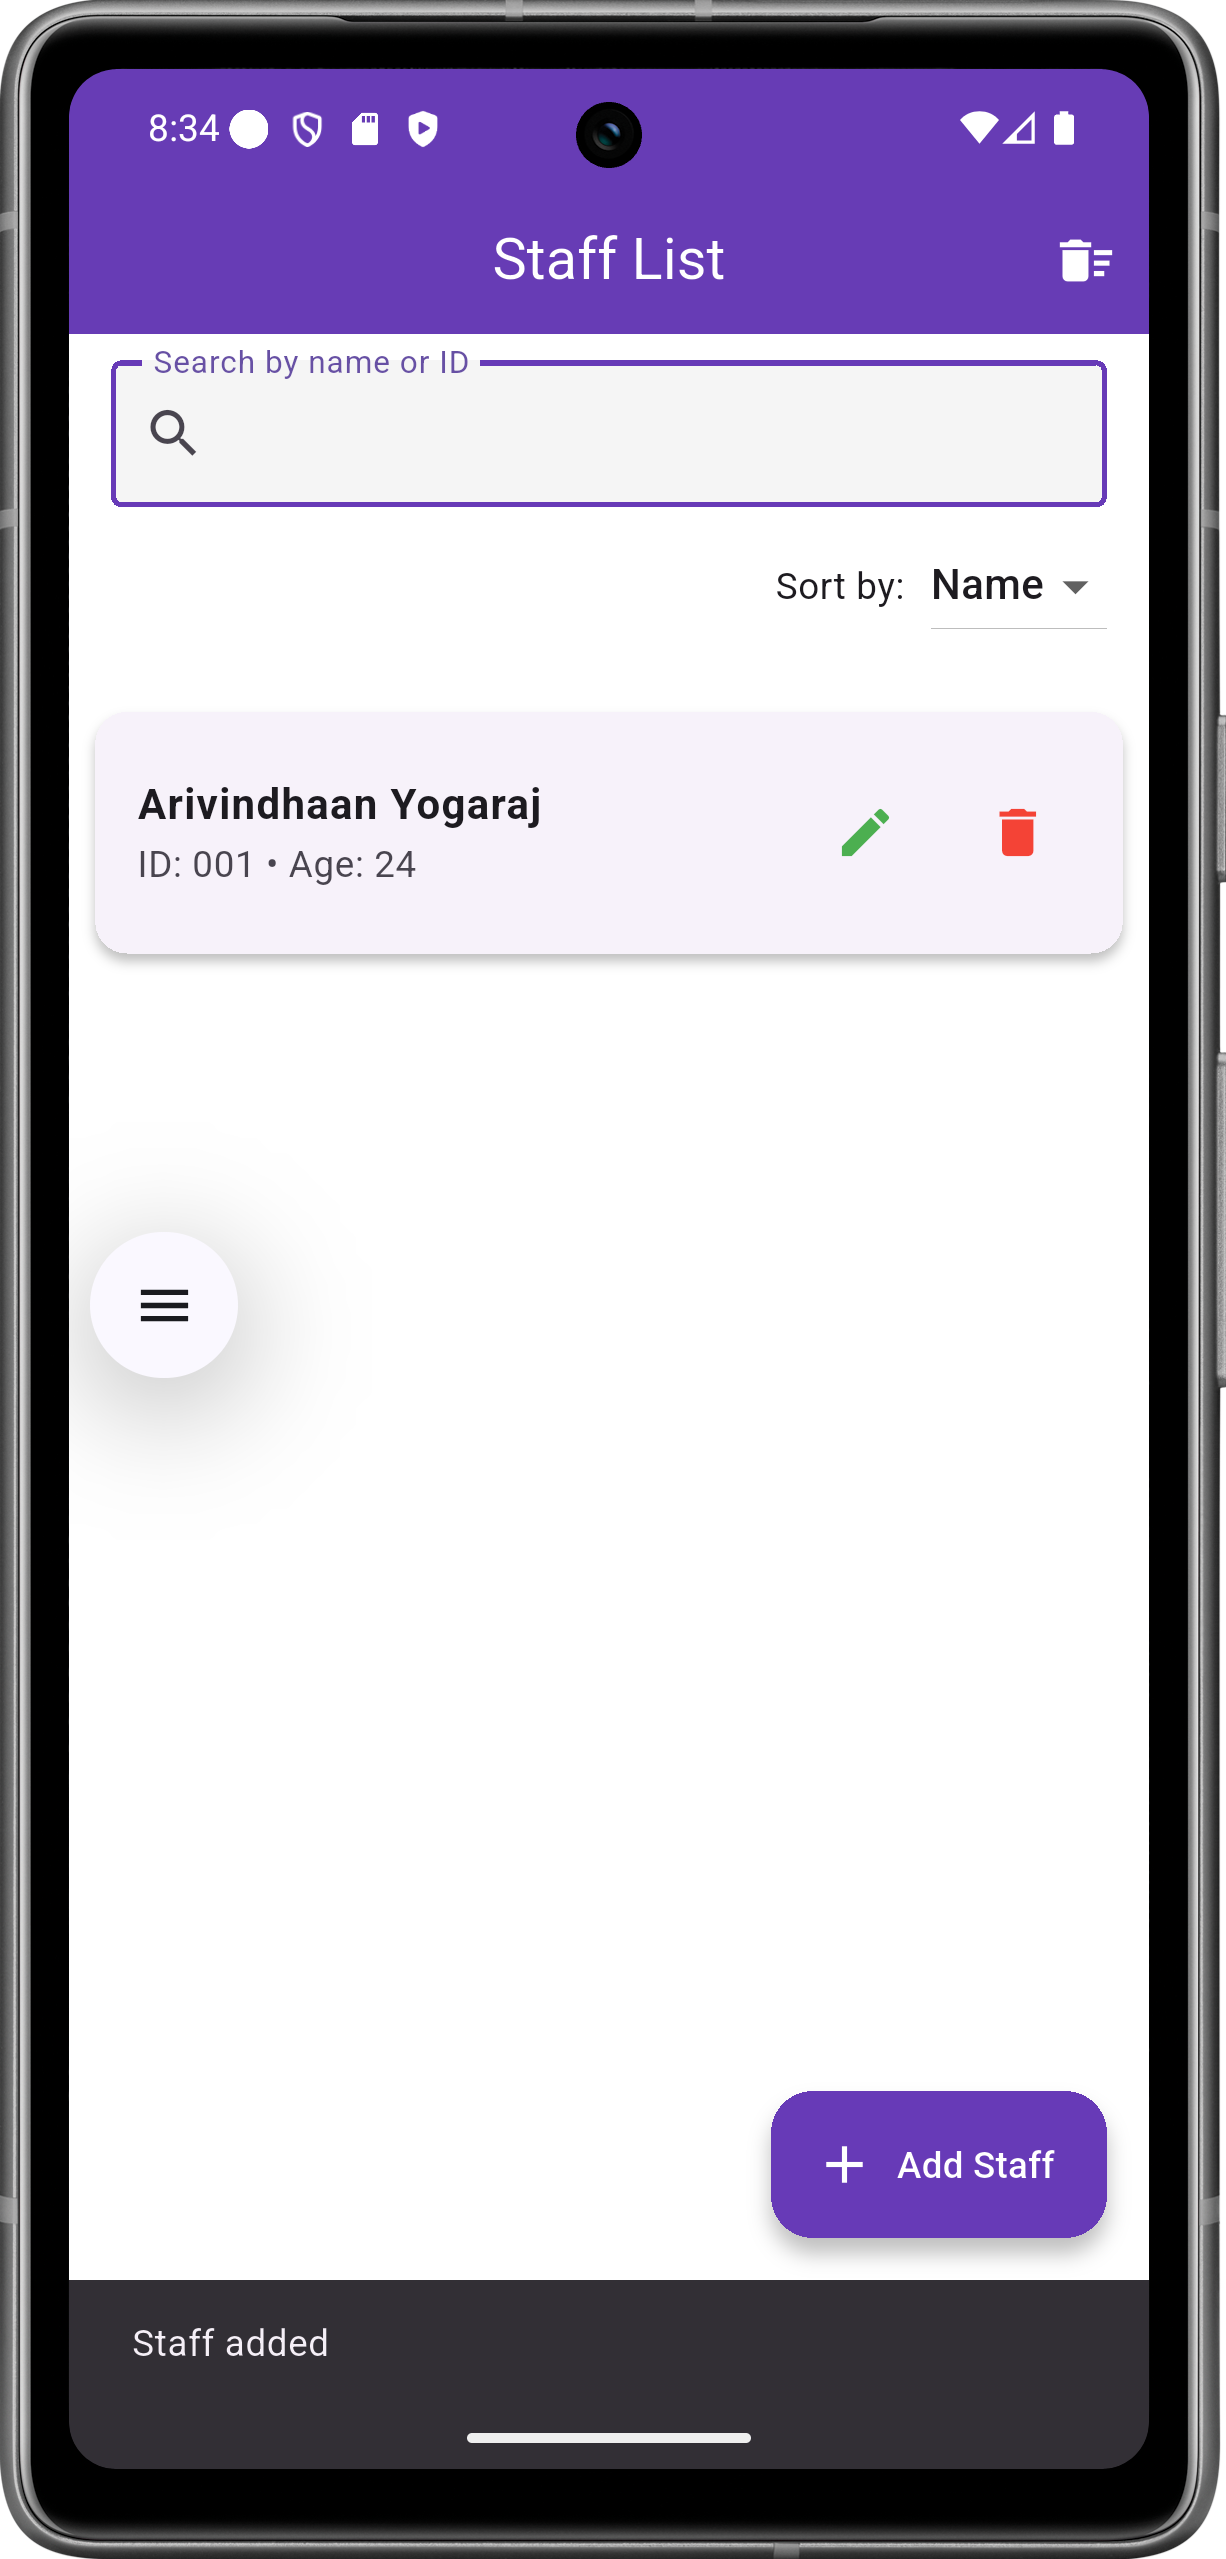 8:34
Staff List
Search by name or ID
Sort by: Name
Arivindhaan Yogaraj
ID: 001 • Age: 24
Add Staff
Staff added